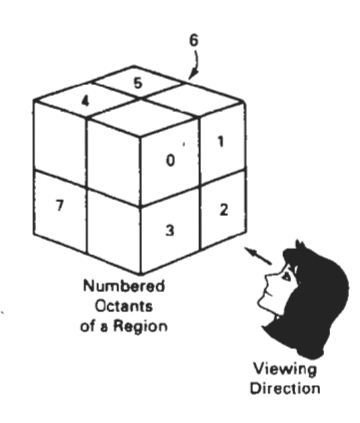 6
5
4
0
1
7
3
2
Numbered
Octants
of a Region
Viewing
Direction